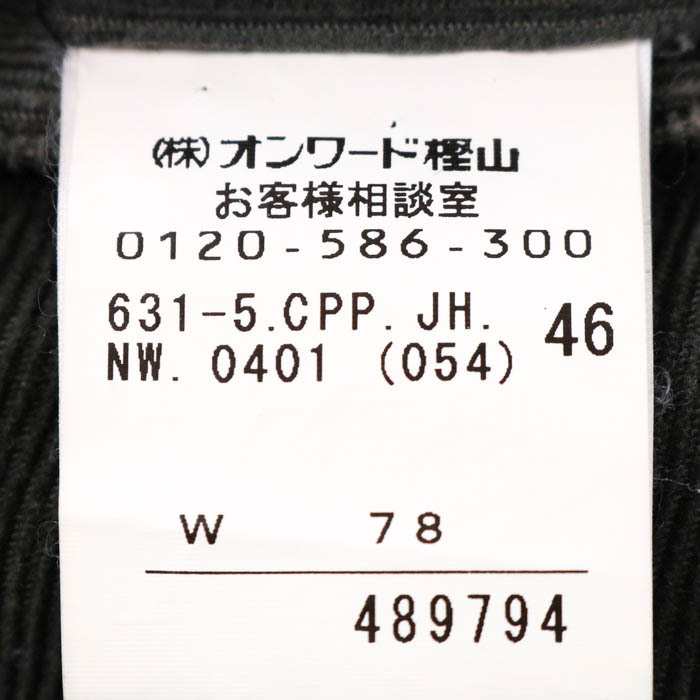 (株)オンワード樫山
お客様相談室
0120-586-300
631-5.CPP.JH. 46
NW. 0401 (054)
W 78
489794